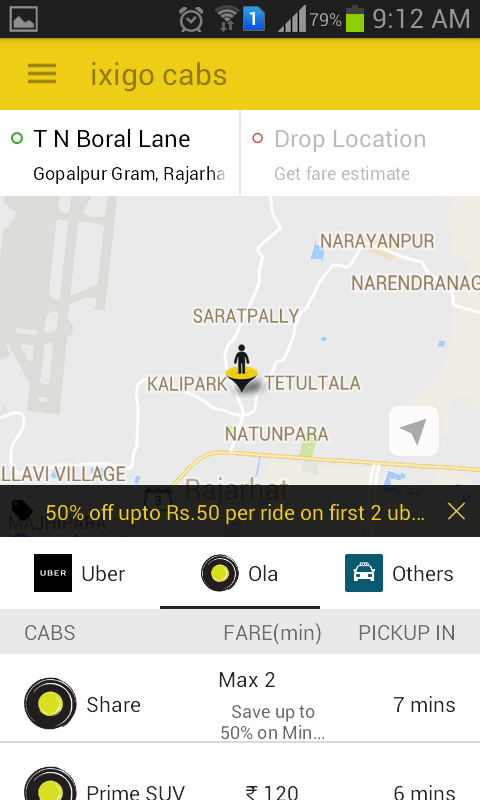 1 79% 9:12 AM
ixigo cabs
T N Boral Lane
Gopalpur Gram, Rajarha
Drop Location
Get fare estimate
NARAYANPUR
NARENDRANAG
SARATPALLY
KALIPARK TETULTALA
NATUNPARA
LLAVI VILLAGE
3 Rajarhat
50% off upto Rs.50 per ride on first 2 ub...
MAJHIPARA
UBER Uber
Ola
Others
CABS FARE(min) PICKUP IN
Share
Max 2
Save up to
50% on Min...
7 mins
Prime SUV ₹ 120 6 mins